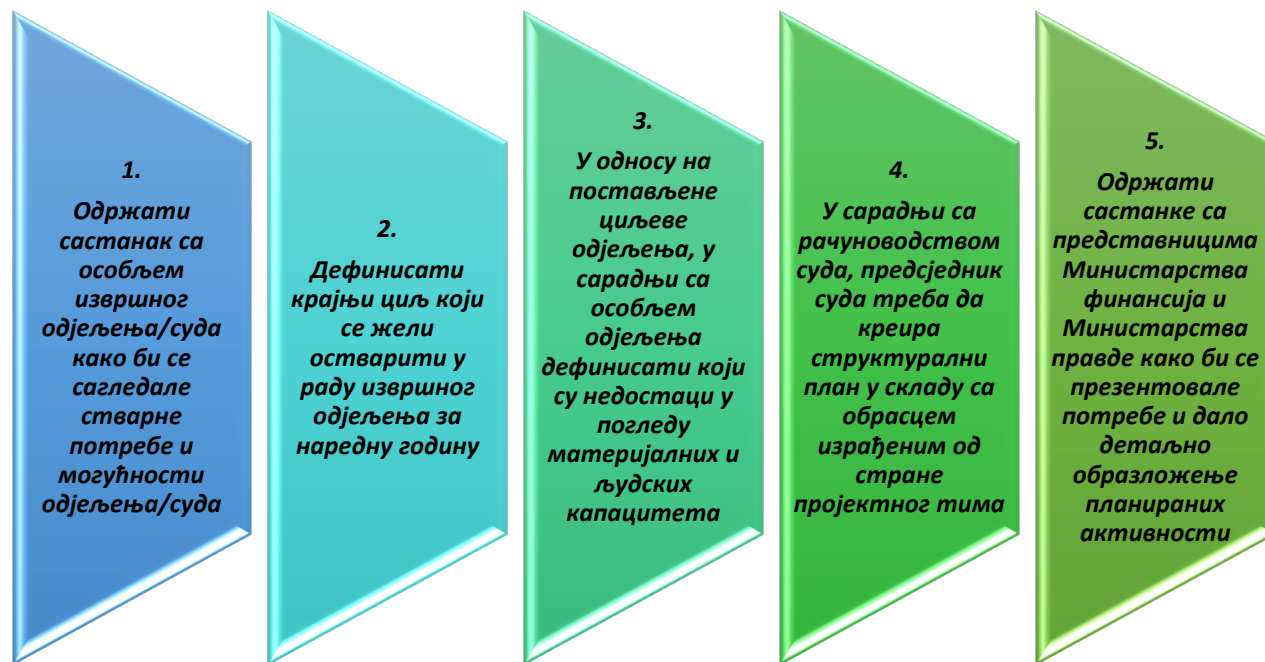 1.
Одржати
састанак са
особљем
извршног
одјељења/суда
како би се
сагледале
стварне
потребе и
могућности
одјељења/суда
2.
Дефинисати
крајњи циљ који
се жели
остварити у
раду извршног
одјељења за
наредну годину
3.
У односу на
постављене
циљеве
одјељења, у
сарадњи са
особљем
одјељења
дефинисати који
су недостаци у
погледу
материјалних и
људских
капацитета
4.
У сарадњи са
рачуноводством
суда, предсједник
суда треба да
креира
структурални
план у складу са
обрасцем
израђеним од
стране
пројектног тима
5.
Одржати
састанке са
представницима
Министарства
финансија и
Министарства
правде како би се
презентовале
потребе и дало
детаљно
образложење
планираних
активности